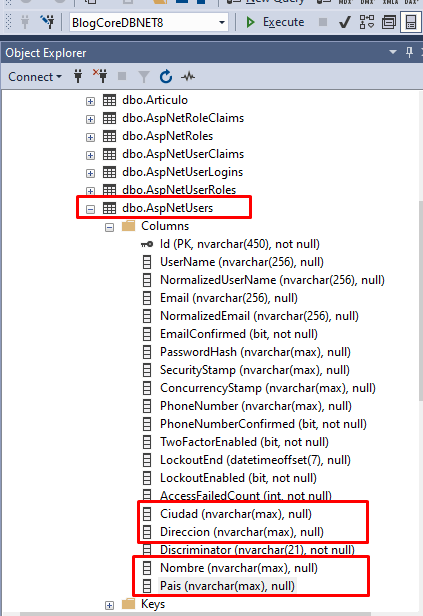 New Query
MDX
DMX
XMLA
DAX
BlogCoreDBNET8
Execute
Object Explorer
Connect
dbo.Articulo
dbo.AspNetRoleClaims
dbo.AspNetRoles
dbo.AspNetUserClaims
dbo.AspNetUserLogins
dbo.AspNetUserRoles
dbo.AspNetUsers
Columns
Id (PK, nvarchar(450), not null)
UserName (nvarchar(256), null)
NormalizedUserName (nvarchar(256), null)
Email (nvarchar(256), null)
NormalizedEmail (nvarchar(256), null)
EmailConfirmed (bit, not null)
PasswordHash (nvarchar(max), null)
SecurityStamp (nvarchar(max), null)
ConcurrencyStamp (nvarchar(max), null)
PhoneNumber (nvarchar(max), null)
PhoneNumberConfirmed (bit, not null)
TwoFactorEnabled (bit, not null)
LockoutEnd (datetimeoffset(7), null)
LockoutEnabled (bit, not null)
AccessFailedCount (int, not null)
Ciudad (nvarchar(max), null)
Direccion (nvarchar(max), null)
Discriminator (nvarchar(21), not null)
Nombre (nvarchar(max), null)
Pais (nvarchar(max), null)
Keys